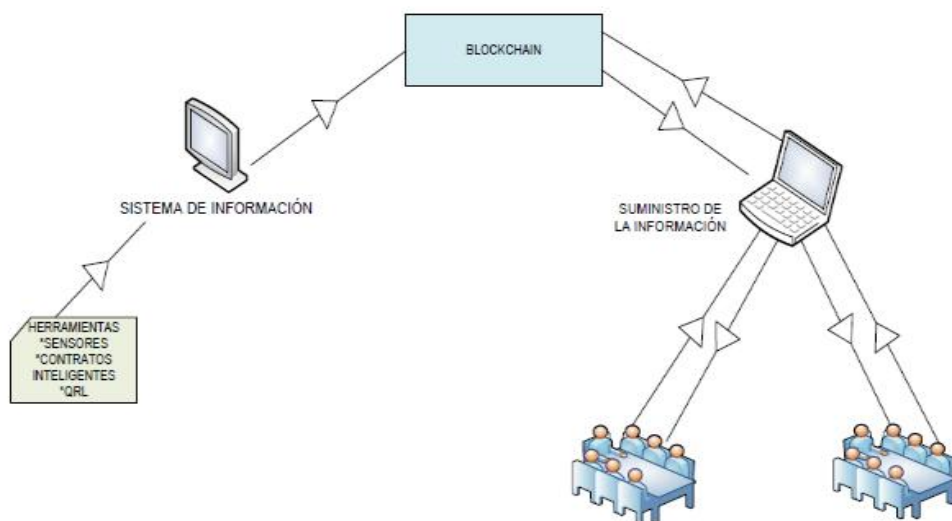 BLOCKCHAIN
SISTEMA DE INFORMACIÓN
SUMINISTRO DE
LA INFORMACIÓN
HERRAMIENTAS
*SENSORES
*CONTRATOS
INTELIGENTES
*QRL